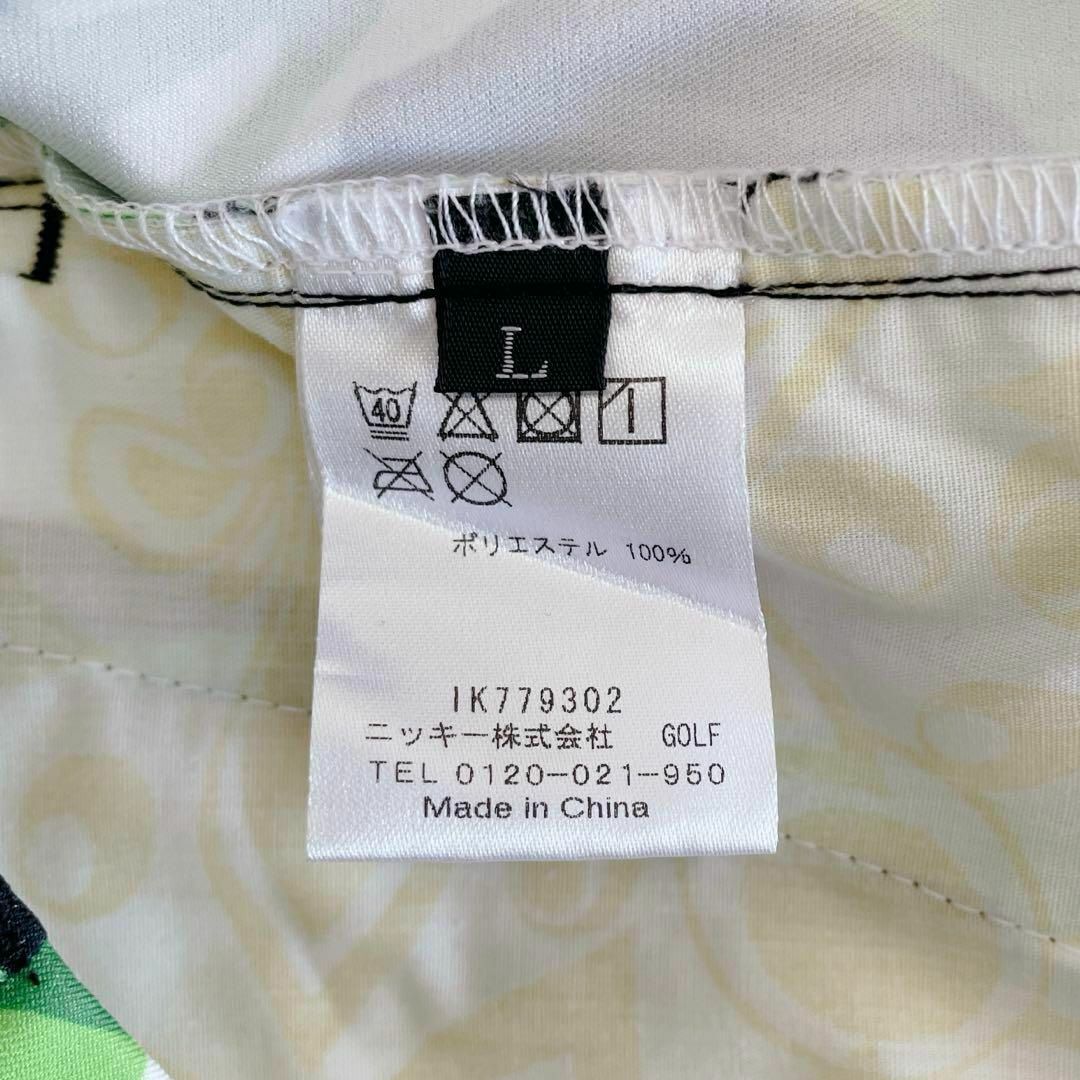 L
40
ポリエステル 100%
IK779302
ニッキー株式会社 GOLF
TEL 0120-021-950
Made in China